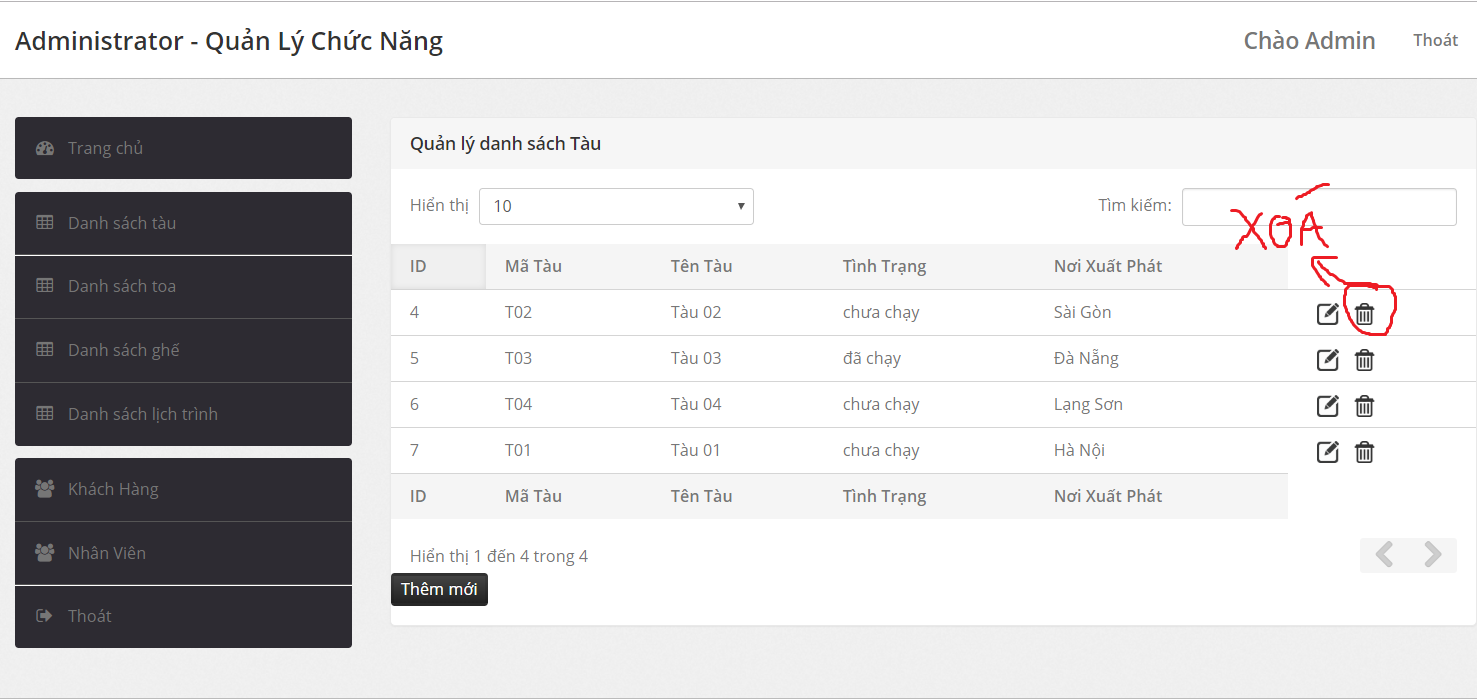 Administrator - Quản Lý Chức Năng
Chào Admin
Thoát
Trang chủ
Danh sách tàu
Danh sách toa
Danh sách ghế
Danh sách lịch trình
Khách Hàng
Nhân Viên
Thoát
Quản lý danh sách Tàu
Hiển thị 10
Tìm kiếm:
XÓA
ID Mã Tàu Tên Tàu Tình Trạng Nơi Xuất Phát
4 T02 Tàu 02 chưa chạy Sài Gòn
5 T03 Tàu 03 đã chạy Đà Nẵng
6 T04 Tàu 04 chưa chạy Lạng Sơn
7 T01 Tàu 01 chưa chạy Hà Nội
ID Mã Tàu Tên Tàu Tình Trạng Nơi Xuất Phát
Hiển thị 1 đến 4 trong 4
Thêm mới